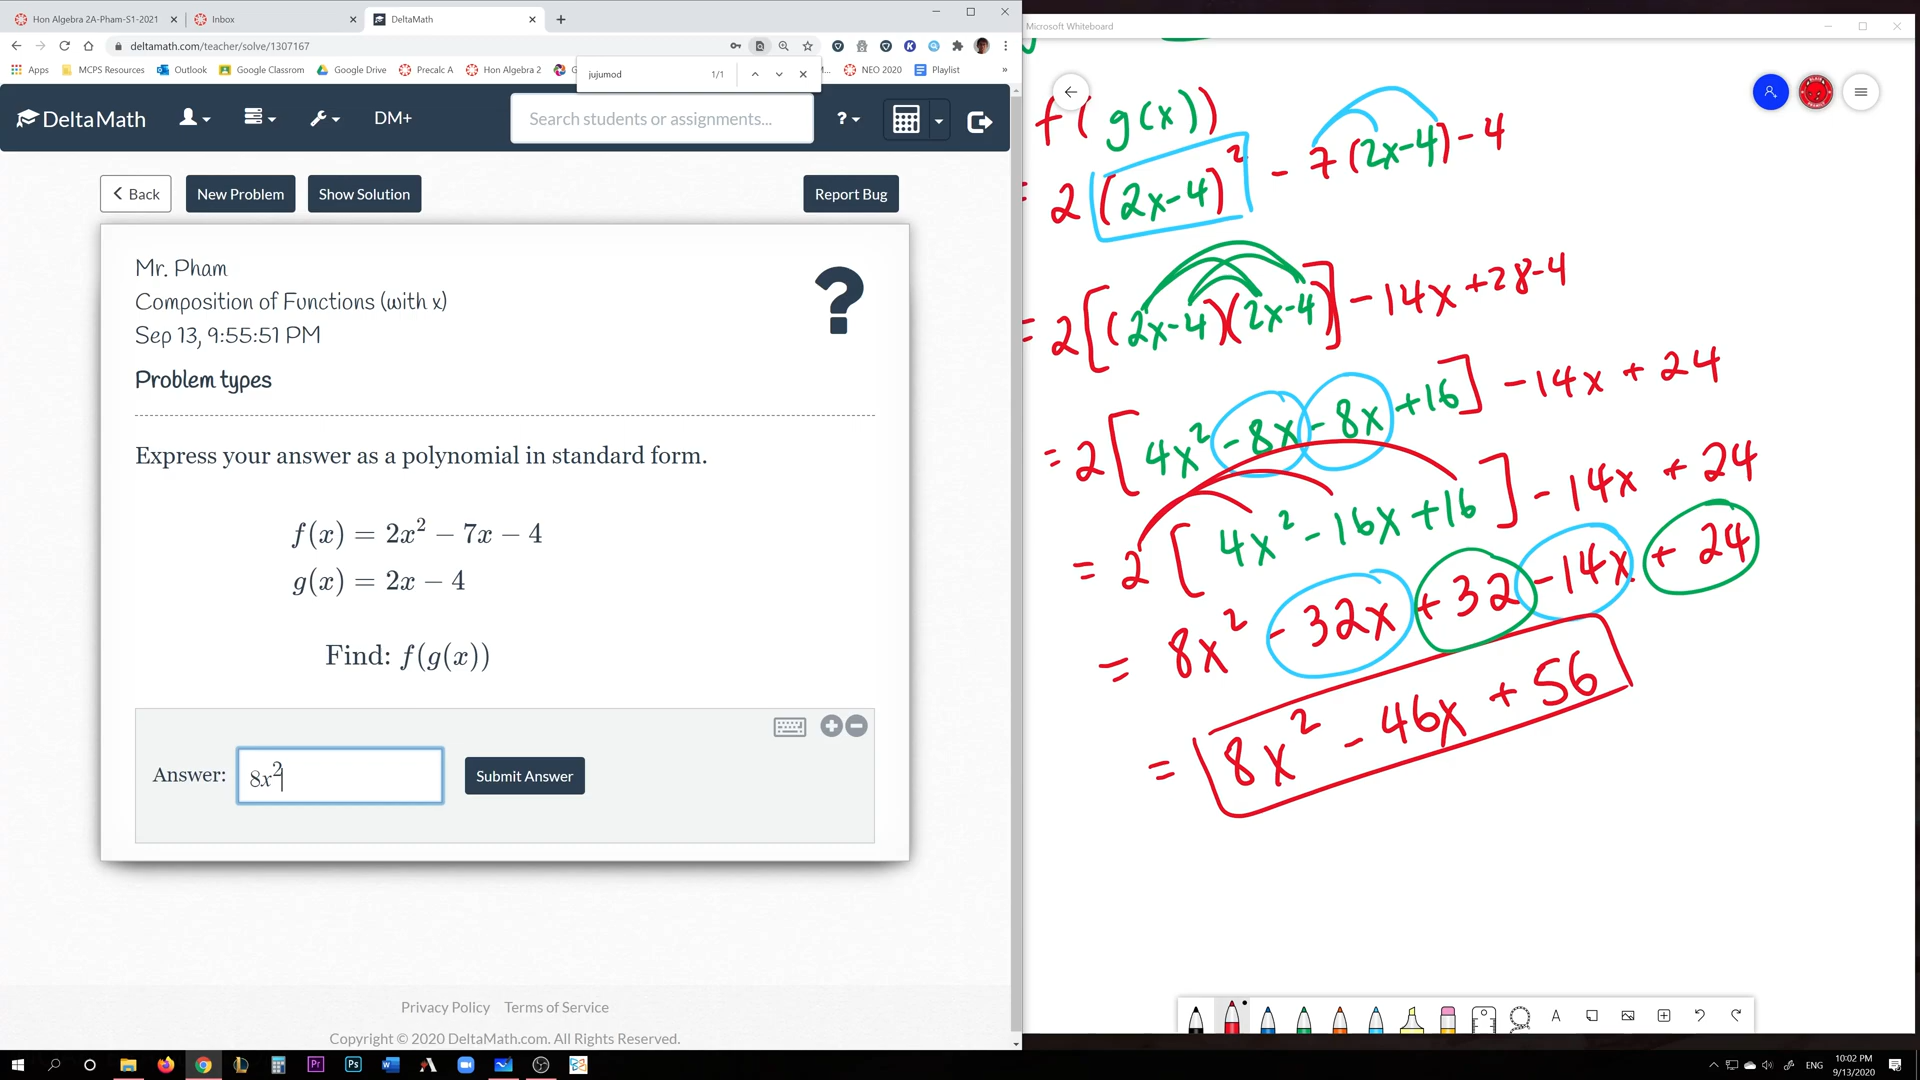 Hon Algebra 2A-Pham-S1-2021
Inbox
DeltaMath
deltamath.com/teacher/solve/1307167
Apps
MCPS Resources
Outlook
Google Classrom
Google Drive
Precalc A
Hon Algebra 2
NEO 2020
Playlist
jujumod
1/1
DeltaMath
DM+
Search students or assignments...
?
Back
New Problem
Show Solution
Report Bug
Mr. Pham
Composition of Functions (with x)
Sep 13, 9:55:51 PM
?
Problem types
Express your answer as a polynomial in standard form.
f(x) = 2x² − 7x − 4
g(x) = 2x − 4
Find: f(g(x))
Answer:
8x²
Submit Answer
Privacy Policy
Terms of Service
Copyright © 2020 DeltaMath.com. All Rights Reserved.
Microsoft Whiteboard
f(g(x))
= 2(2x-4)² - 7(2x-4) - 4
= 2[(2x-4)(2x-4)] - 14x + 28 - 4
= 2[4x² - 8x - 8x + 16] - 14x + 24
= 2[4x² - 16x + 16] - 14x + 24
= 8x² - 32x + 32 - 14x + 24
= 8x² - 46x + 56
ENG
10:02 PM
9/13/2020